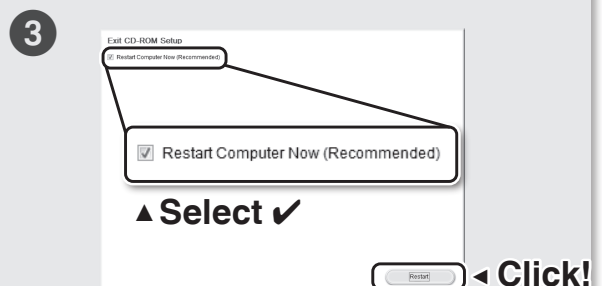 3
Exit CD-ROM Setup
Restart Computer Now (Recommended)
Restart Computer Now (Recommended)
▲Select ✔
Restart
◄ Click!